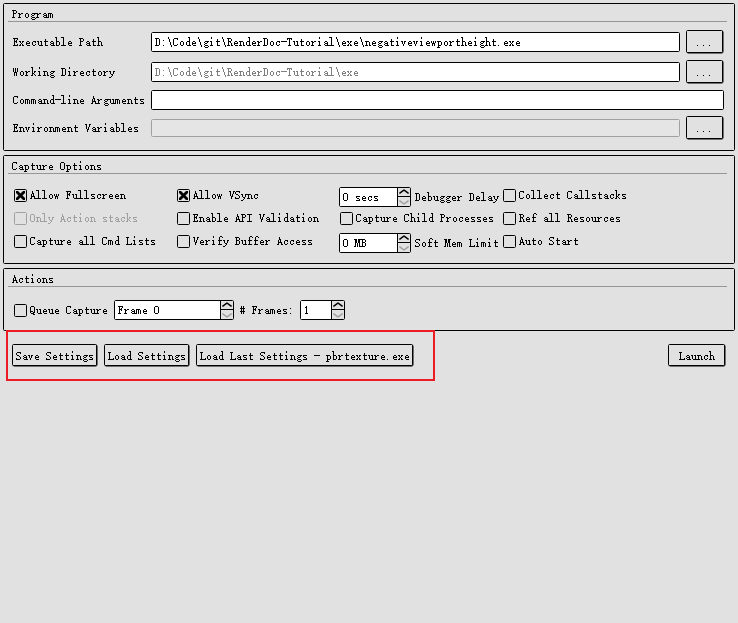 Program
Executable Path D:\Code\git\RenderDoc-Tutorial\exe\negativeviewportheight.exe ...
Working Directory D:\Code\git\RenderDoc-Tutorial\exe ...
Command-line Arguments
Environment Variables ...
Capture Options
Allow Fullscreen Allow VSync 0 secs Debugger Delay Collect Callstacks
Only Action stacks Enable API Validation Capture Child Processes Ref all Resources
Capture all Cmd Lists Verify Buffer Access 0 MB Soft Mem Limit Auto Start
Actions
Queue Capture Frame 0 # Frames: 1
Save Settings Load Settings Load Last Settings - pbrtexture.exe Launch